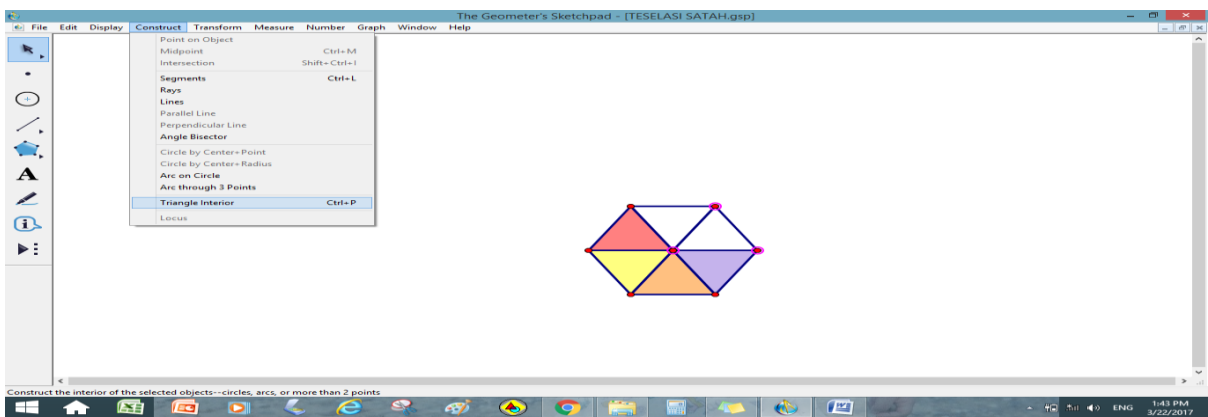 The Geometer's Sketchpad - [TESELASI SATAH.gsp]
File Edit Display Construct Transform Measure Number Graph Window Help
Point on Object
Midpoint Ctrl+M
Intersection Shift+Ctrl+I
Segments Ctrl+L
Rays
Lines
Parallel Line
Perpendicular Line
Angle Bisector
Circle by Center+Point
Circle by Center+Radius
Arc on Circle
Arc through 3 Points
Triangle Interior Ctrl+P
Locus
A
Construct the interior of the selected objects--circles, arcs, or more than 2 points
ENG
1:43 PM
3/22/2017